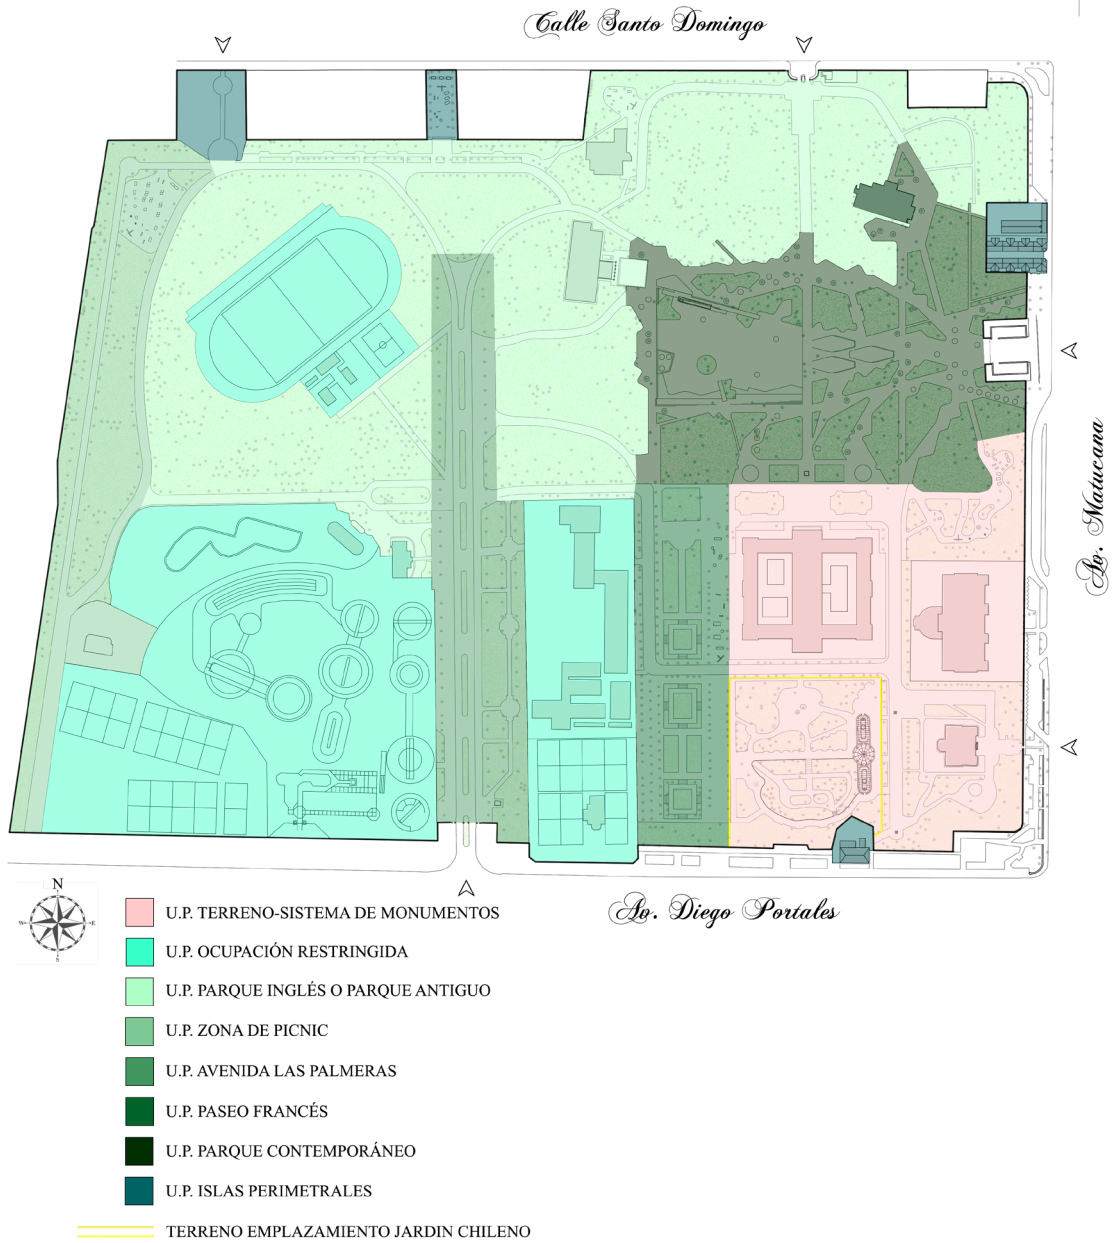 Calle Santo Domingo
Av. Matucana
Av. Diego Portales
N
W
E
S
U.P. TERRENO-SISTEMA DE MONUMENTOS
U.P. OCUPACIÓN RESTRINGIDA
U.P. PARQUE INGLÉS O PARQUE ANTIGUO
U.P. ZONA DE PICNIC
U.P. AVENIDA LAS PALMERAS
U.P. PASEO FRANCÉS
U.P. PARQUE CONTEMPORÁNEO
U.P. ISLAS PERIMETRALES
TERRENO EMPLAZAMIENTO JARDIN CHILENO